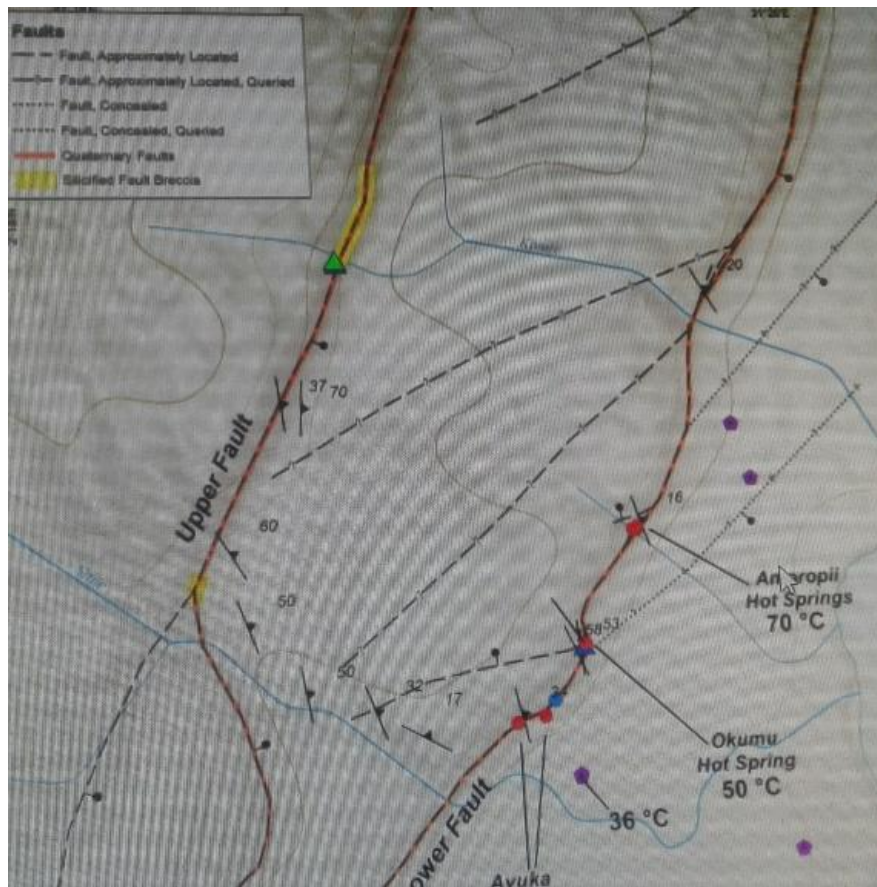 Faults
Fault, Approximately Located
Fault, Approximately Located, Queried
Fault, Concealed
Fault, Concealed, Queried
Quaternary Faults
Silicified Fault Breccia
20
37 70
Upper Fault
16
60
Hot Springs
70 °C
50
58 53
50
32
17
Okumu
Hot Spring
50 °C
36 °C
ower Fault
Avuka